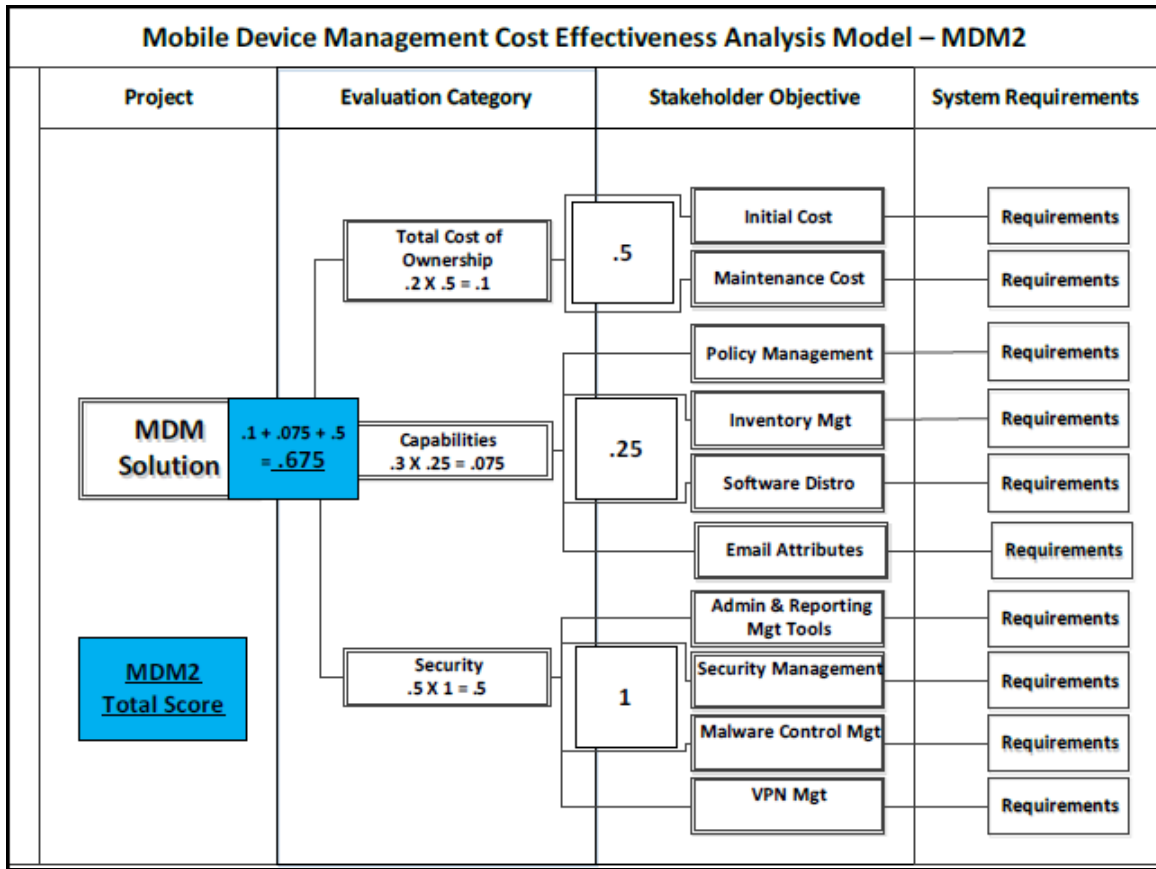 Mobile Device Management Cost Effectiveness Analysis Model – MDM2
Project
Evaluation Category
Stakeholder Objective
System Requirements
MDM
Solution
.1 + .075 + .5
= .675
MDM2
Total Score
Total Cost of
Ownership
.2 X .5 = .1
Capabilities
.3 X .25 = .075
Security
.5 X 1 = .5
.5
.25
1
Initial Cost
Requirements
Maintenance Cost
Requirements
Policy Management
Requirements
Inventory Mgt
Requirements
Software Distro
Requirements
Email Attributes
Requirements
Admin & Reporting
Mgt Tools
Requirements
Security Management
Requirements
Malware Control Mgt
Requirements
VPN Mgt
Requirements